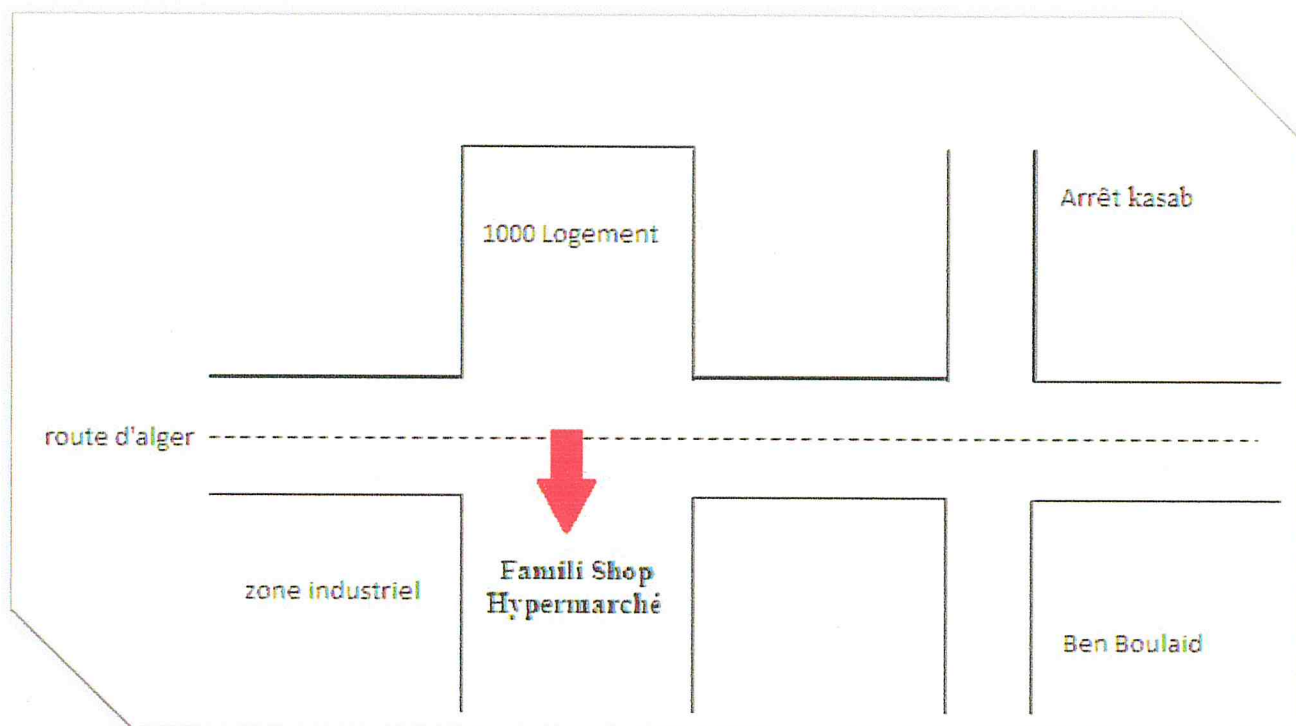 Arrêt kasab
1000 Logement
route d'alger
Famili Shop
Hypermarché
zone industriel
Ben Boulaid